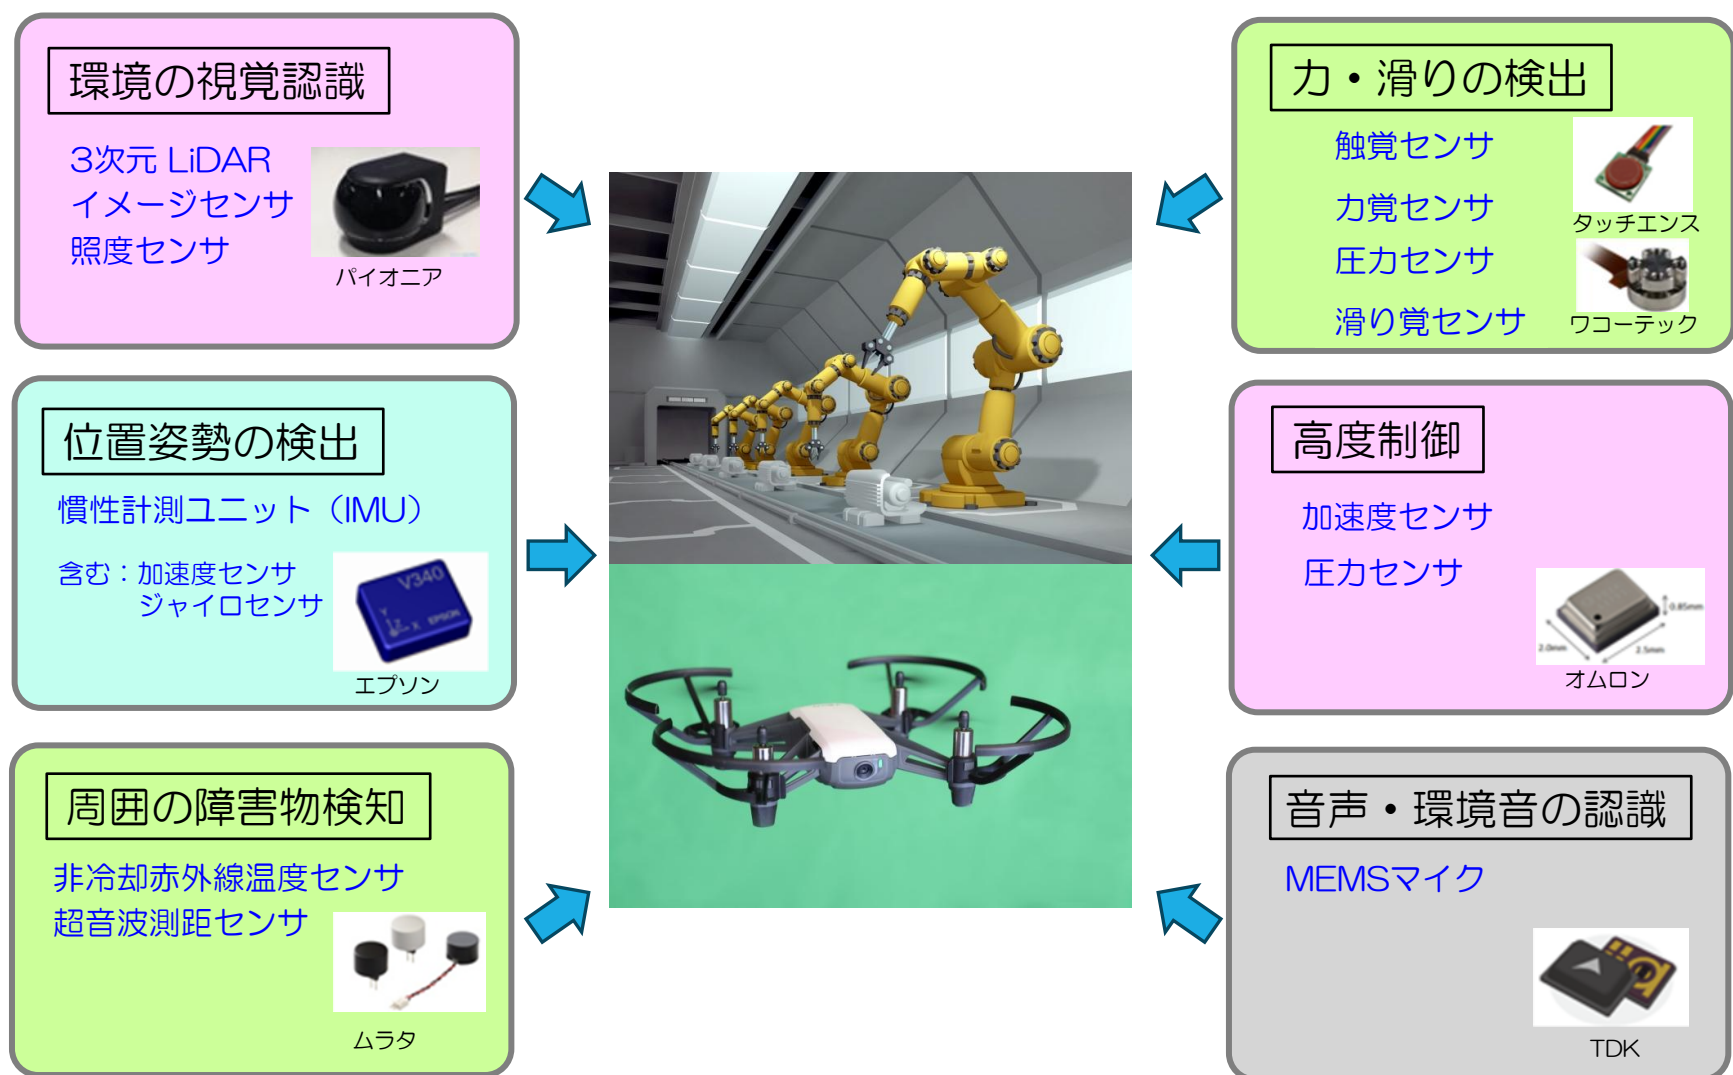 環境の視覚認識
3次元 LiDAR
イメージセンサ
照度センサ
パイオニア
位置姿勢の検出
慣性計測ユニット（IMU）
含む：加速度センサ
ジャイロセンサ
V340
Y
Z
X
EPSON
エプソン
周囲の障害物検知
非冷却赤外線温度センサ
超音波測距センサ
ムラタ
力・滑りの検出
触覚センサ
タッチエンス
力覚センサ
圧力センサ
滑り覚センサ
ワコーテック
高度制御
加速度センサ
圧力センサ
0.85mm
2.0mm
2.5mm
オムロン
音声・環境音の認識
MEMSマイク
TDK